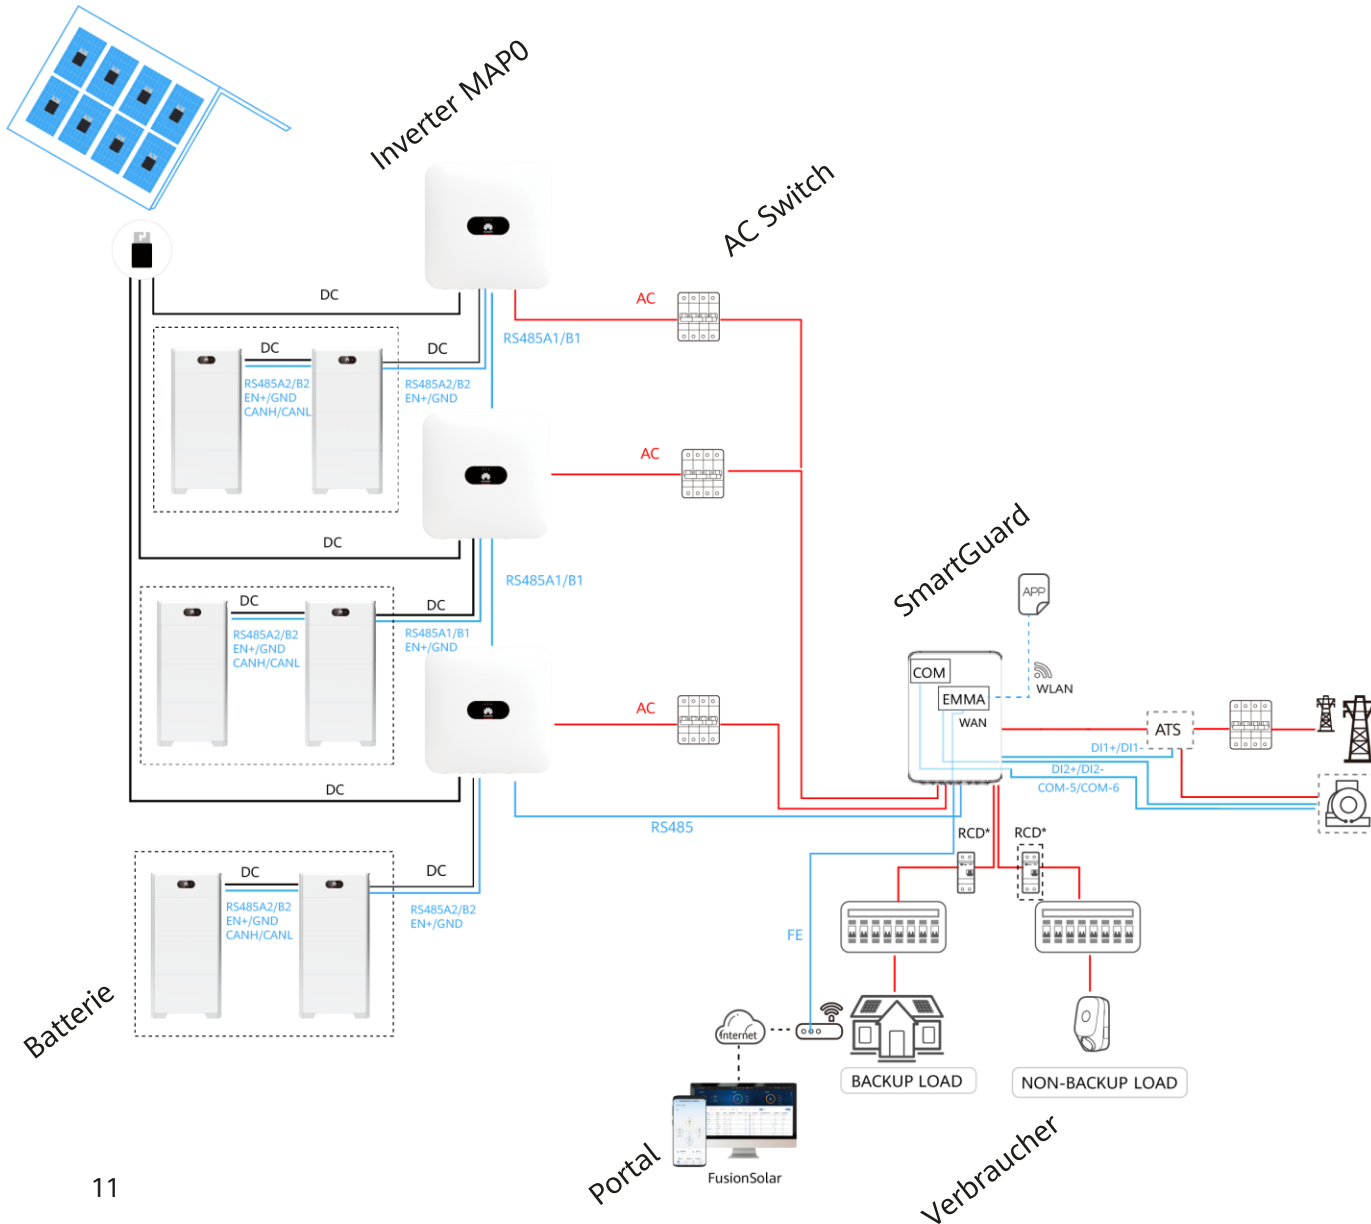 Inverter MAP0
AC Switch
DC
AC
RS485A1/B1
DC
DC
RS485A2/B2
EN+/GND
CANH/CANL
RS485A2/B2
EN+/GND
AC
DC
RS485A1/B1
SmartGuard
APP
DC
DC
RS485A2/B2
EN+/GND
CANH/CANL
RS485A1/B1
EN+/GND
COM
EMMA
WAN
WLAN
AC
ATS
DI1+/DI1-
DI2+/DI2-
COM-5/COM-6
DC
RS485
RCD*
RCD*
DC
DC
RS485A2/B2
EN+/GND
CANH/CANL
RS485A2/B2
EN+/GND
FE
Batterie
Internet
BACKUP LOAD
NON-BACKUP LOAD
Portal
FusionSolar
Verbraucher
11